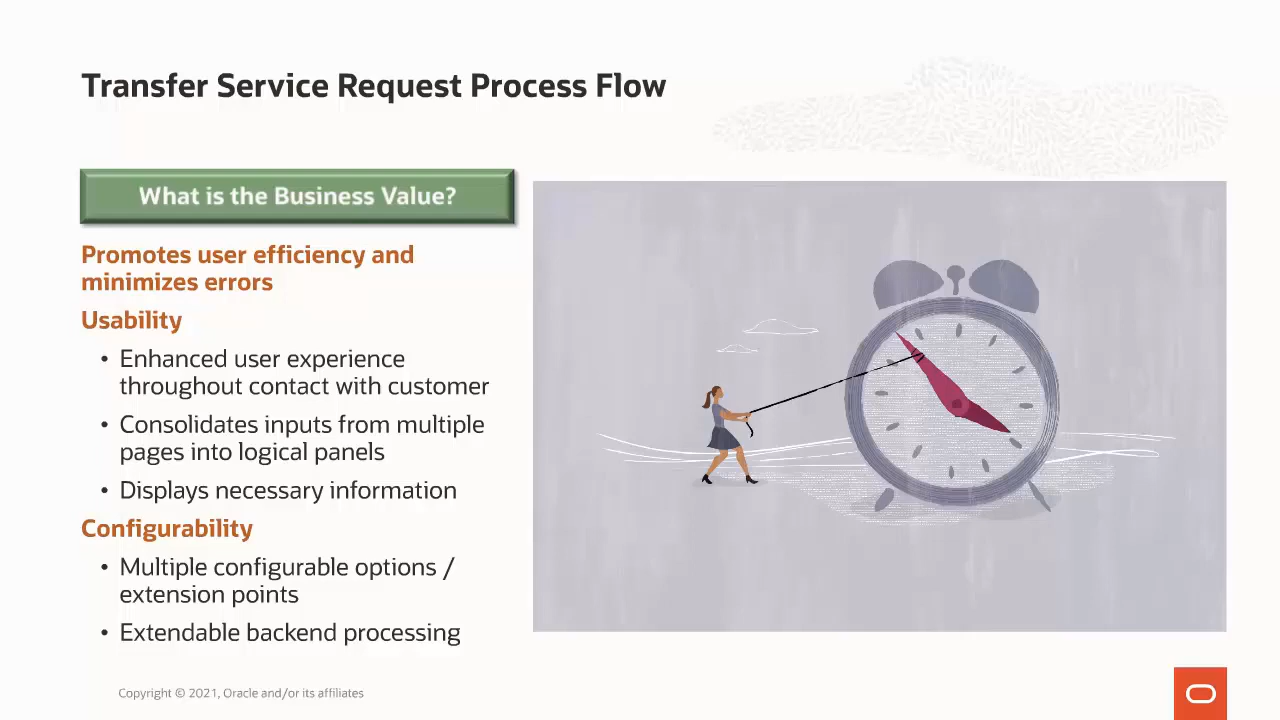 Transfer Service Request Process Flow
What is the Business Value?
Promotes user efficiency and
minimizes errors
Usability
• Enhanced user experience
throughout contact with customer
• Consolidates inputs from multiple
pages into logical panels
• Displays necessary information
Configurability
• Multiple configurable options /
extension points
• Extendable backend processing
Copyright © 2021, Oracle and/or its affiliates